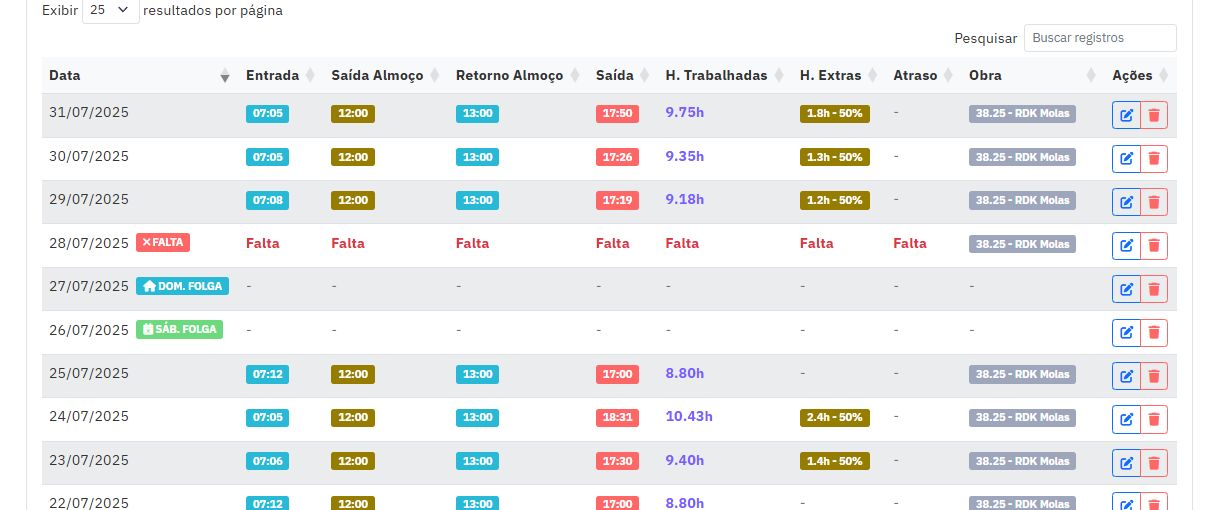 Exibir 25 resultados por página
Pesquisar Buscar registros
Data Entrada Saída Almoço Retorno Almoço Saída H. Trabalhadas H. Extras Atraso Obra Ações
31/07/2025 07:05 12:00 13:00 17:50 9.75h 1.8h - 50% - 38.25 - RDK Molas
30/07/2025 07:05 12:00 13:00 17:26 9.35h 1.3h - 50% - 38.25 - RDK Molas
29/07/2025 07:08 12:00 13:00 17:19 9.18h 1.2h - 50% - 38.25 - RDK Molas
28/07/2025 FALTA Falta Falta Falta Falta Falta Falta Falta 38.25 - RDK Molas
27/07/2025 DOM. FOLGA - - - - - - - -
26/07/2025 SÁB. FOLGA - - - - - - - -
25/07/2025 07:12 12:00 13:00 17:00 8.80h - - 38.25 - RDK Molas
24/07/2025 07:05 12:00 13:00 18:31 10.43h 2.4h - 50% - 38.25 - RDK Molas
23/07/2025 07:06 12:00 13:00 17:30 9.40h 1.4h - 50% - 38.25 - RDK Molas
22/07/2025 07:12 12:00 13:00 17:00 8.80h - - 38.25 - RDK Molas